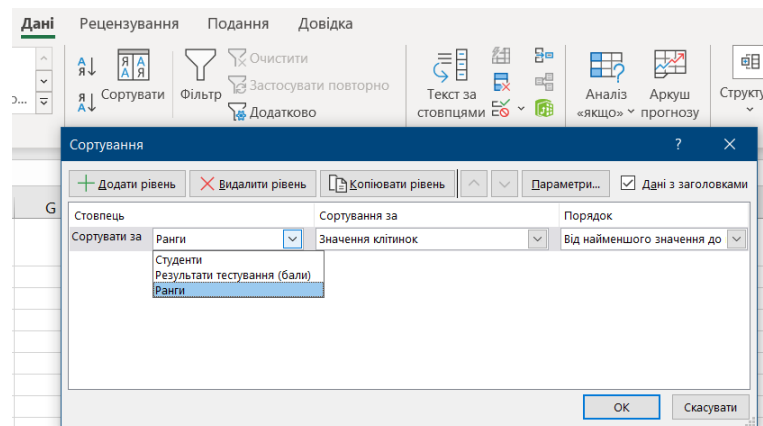 Дані Рецензування Подання Довідка
Сортувати
Фільтр
Очистити
Застосувати повторно
Додатково
Текст за
стовпцями
Аналіз
«якщо»
Аркуш
прогнозу
Структу
о...
Сортування ? ×
Додати рівень Видалити рівень Копіювати рівень Параметри... Дані з заголовками
G
Стовпець Сортування за Порядок
Сортувати за Ранги Значення клітинок Від найменшого значення до
Студенти
Результати тестування (бали)
Ранги
OK Скасувати